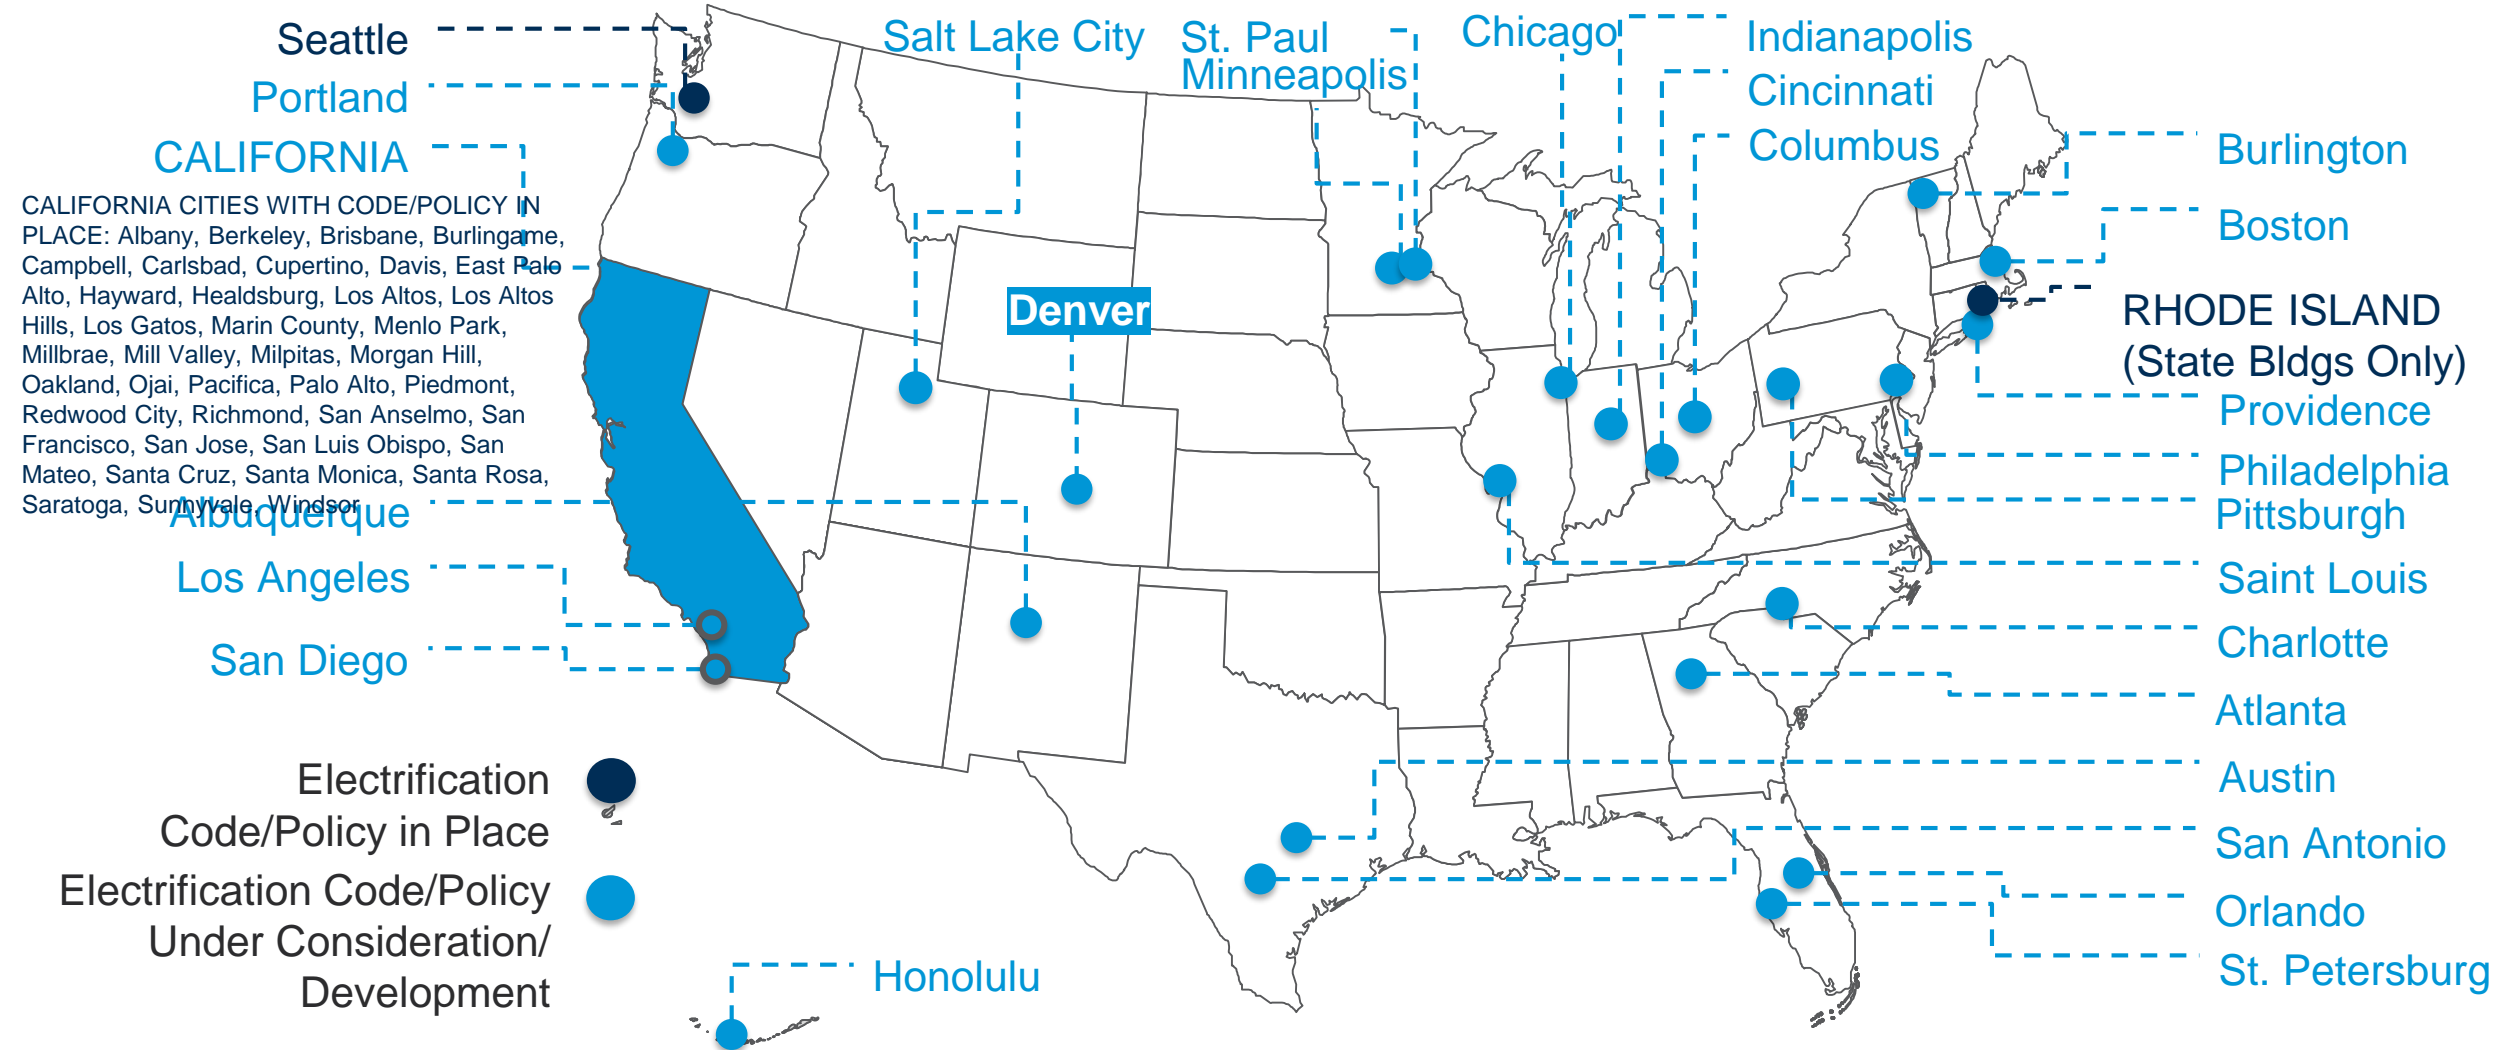 Seattle
Portland
CALIFORNIA
CALIFORNIA CITIES WITH CODE/POLICY IN
PLACE: Albany, Berkeley, Brisbane, Burlingame,
Campbell, Carlsbad, Cupertino, Davis, East Palo
Alto, Hayward, Healdsburg, Los Altos, Los Altos
Hills, Los Gatos, Marin County, Menlo Park,
Millbrae, Mill Valley, Milpitas, Morgan Hill,
Oakland, Ojai, Pacifica, Palo Alto, Piedmont,
Redwood City, Richmond, San Anselmo, San
Francisco, San Jose, San Luis Obispo, San
Mateo, Santa Cruz, Santa Monica, Santa Rosa,
Saratoga, Sunnyvale, Windsor
Albuquerque
Los Angeles
San Diego
Electrification
Code/Policy in Place
Electrification Code/Policy
Under Consideration/
Development
Salt Lake City
St. Paul
Minneapolis
Chicago
Indianapolis
Cincinnati
Columbus
Denver
Honolulu
Burlington
Boston
RHODE ISLAND
(State Bldgs Only)
Providence
Philadelphia
Pittsburgh
Saint Louis
Charlotte
Atlanta
Austin
San Antonio
Orlando
St. Petersburg